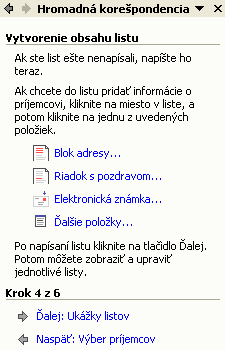 Hromadná korešpondencia
Vytvorenie obsahu listu
Ak ste list ešte nenapísali, napíšte ho
teraz.
Ak chcete do listu pridať informácie o
príjemcovi, kliknite na miesto v liste, a
potom kliknite na jednu z uvedených
položiek.
Blok adresy...
Riadok s pozdravom...
Elektronická známka...
Ďalšie položky...
Po napísaní listu kliknite na tlačidlo Ďalej.
Potom môžete zobraziť a upraviť
jednotlivé listy.
Krok 4 z 6
Ďalej: Ukážky listov
Naspäť: Výber príjemcov